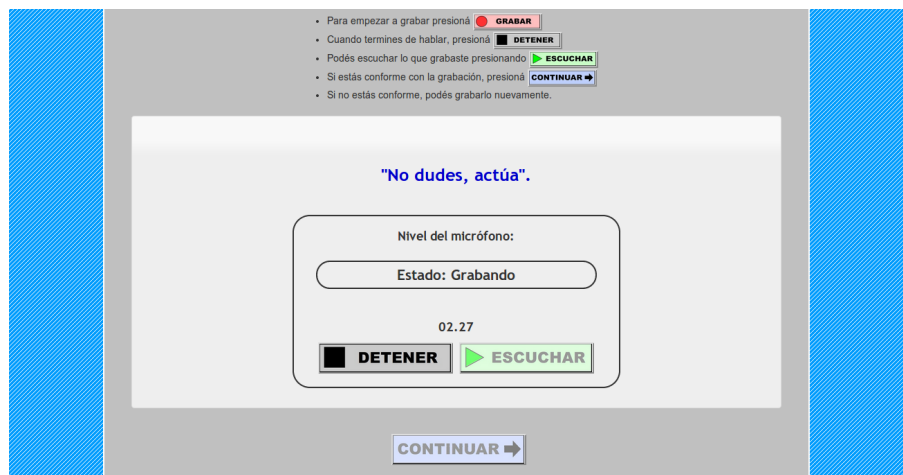 Para empezar a grabar presioná GRABAR
Cuando termines de hablar, presioná DETENER
Podés escuchar lo que grabaste presionando ESCUCHAR
Si estás conforme con la grabación, presioná CONTINUAR
Si no estás conforme, podés grabarlo nuevamente.
"No dudes, actúa".
Nivel del micrófono:
Estado: Grabando
02.27
DETENER ESCUCHAR
CONTINUAR